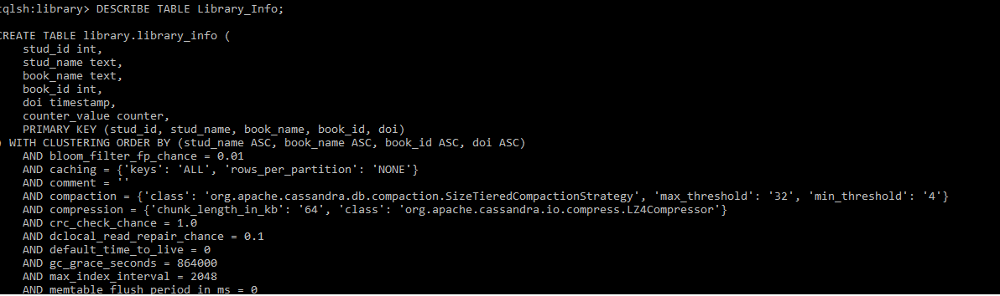 cqlsh:library> DESCRIBE TABLE Library_Info;
CREATE TABLE library.library_info (
    stud_id int,
    stud_name text,
    book_name text,
    book_id int,
    doi timestamp,
    counter_value counter,
    PRIMARY KEY (stud_id, stud_name, book_name, book_id, doi)
) WITH CLUSTERING ORDER BY (stud_name ASC, book_name ASC, book_id ASC, doi ASC)
    AND bloom_filter_fp_chance = 0.01
    AND caching = {'keys': 'ALL', 'rows_per_partition': 'NONE'}
    AND comment = ''
    AND compaction = {'class': 'org.apache.cassandra.db.compaction.SizeTieredCompactionStrategy', 'max_threshold': '32', 'min_threshold': '4'}
    AND compression = {'chunk_length_in_kb': '64', 'class': 'org.apache.cassandra.io.compress.LZ4Compressor'}
    AND crc_check_chance = 1.0
    AND dclocal_read_repair_chance = 0.1
    AND default_time_to_live = 0
    AND gc_grace_seconds = 864000
    AND max_index_interval = 2048
    AND memtable_flush_period_in_ms = 0